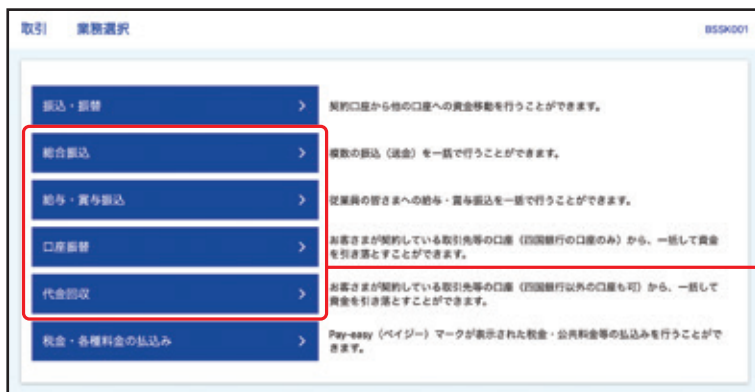 取引 業務選択 BSSK001
振込・振替 > 契約口座から他の口座への資金移動を行うことができます。
総合振込 > 複数の振込（送金）を一括で行うことができます。
給与・賞与振込 > 従業員の皆さまへの給与・賞与振込を一括で行うことができます。
口座振替 > お客さまが契約している取引先等の口座（四国銀行の口座のみ）から、一括して資金
を引き落とすことができます。
代金回収 > お客さまが契約している取引先等の口座（四国銀行以外の口座も可）から、一括して
資金を引き落とすことができます。
税金・各種料金の払込み > Pay-easy（ペイジー）マークが表示された税金・公共料金等の払込みを行うことがで
きます。